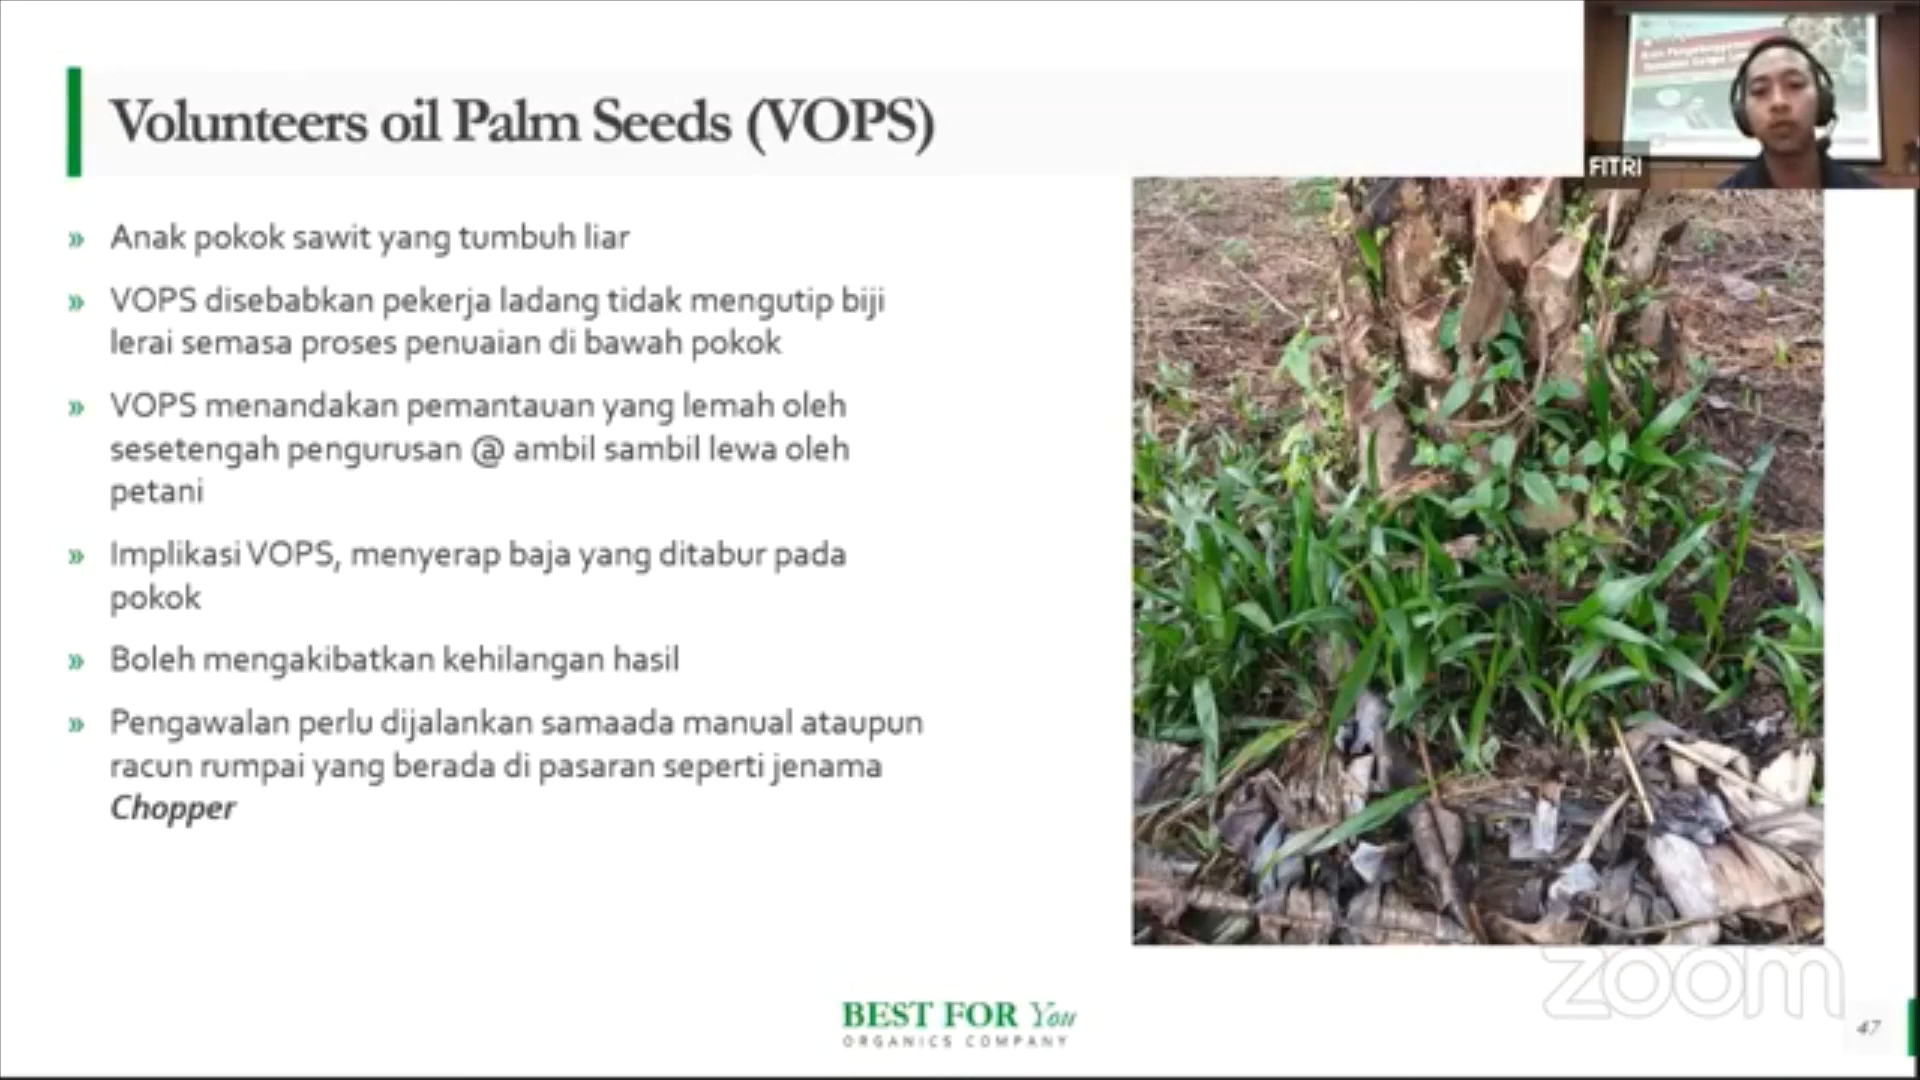 Volunteers oil Palm Seeds (VOPS)
FITRI
» Anak pokok sawit yang tumbuh liar
» VOPS disebabkan pekerja ladang tidak mengutip biji
lerai semasa proses penuaian di bawah pokok
» VOPS menandakan pemantauan yang lemah oleh
sesetengah pengurusan @ ambil sambil lewa oleh
petani
» Implikasi VOPS, menyerap baja yang ditabur pada
pokok
» Boleh mengakibatkan kehilangan hasil
» Pengawalan perlu dijalankan samaada manual ataupun
racun rumpai yang berada di pasaran seperti jenama
Chopper
zoom
BEST FOR You
ORGANICS COMPANY
47